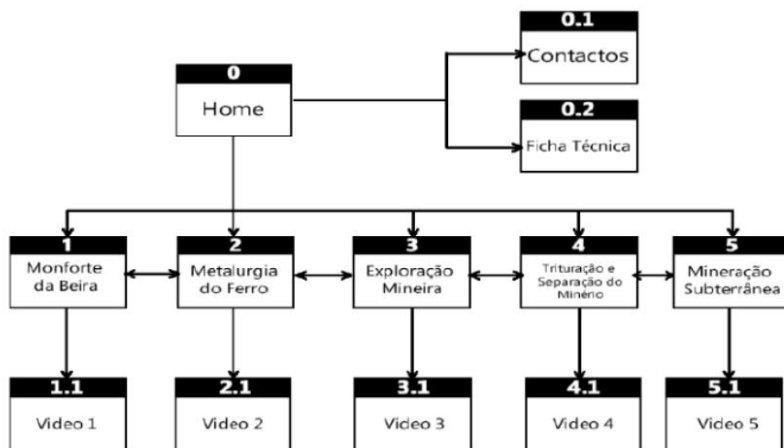 0.1
Contactos
0
Home
0.2
Ficha Técnica
1
Monforte
da Beira
2
Metalurgia
do Ferro
3
Exploração
Mineira
4
Trituração e
Separação do
Minério
5
Mineração
Subterrânea
1.1
Video 1
2.1
Video 2
3.1
Video 3
4.1
Video 4
5.1
Video 5